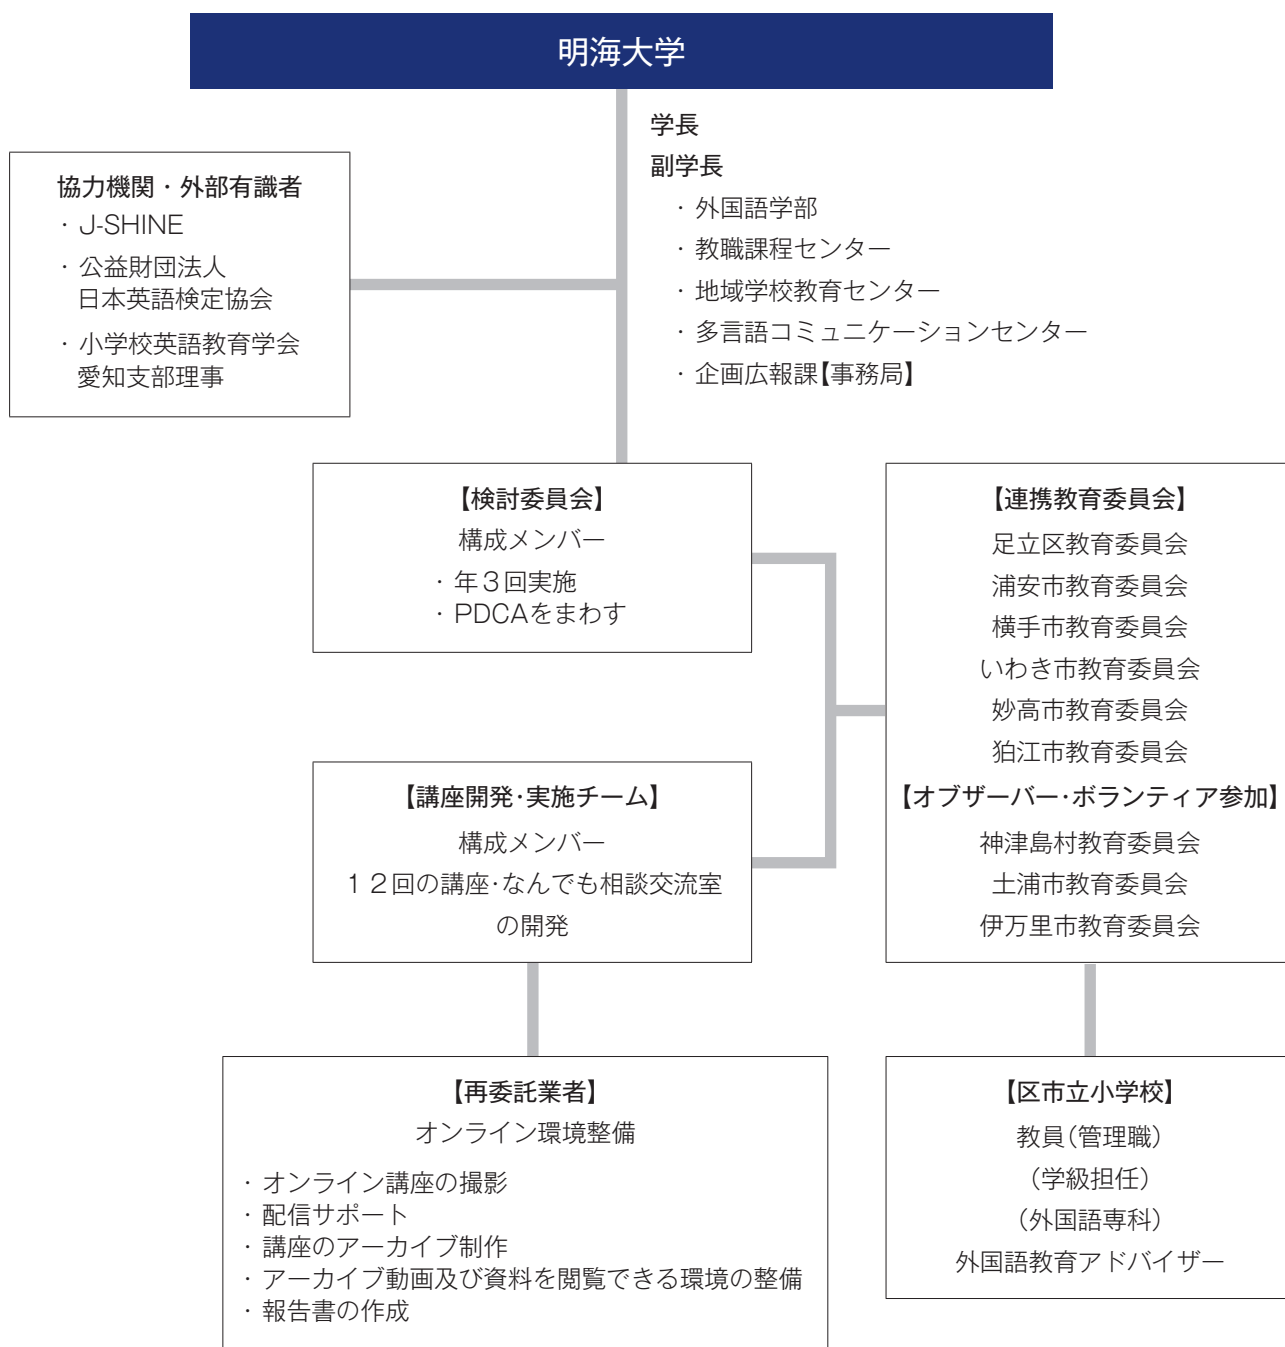 明海大学
学長
副学長
・外国語学部
・教職課程センター
・地域学校教育センター
・多言語コミュニケーションセンター
・企画広報課【事務局】
協力機関・外部有識者
・J-SHINE
・公益財団法人
日本英語検定協会
・小学校英語教育学会
愛知支部理事
【検討委員会】
構成メンバー
・年３回実施
・PDCAをまわす
【連携教育委員会】
足立区教育委員会
浦安市教育委員会
横手市教育委員会
いわき市教育委員会
妙高市教育委員会
狛江市教育委員会
【オブザーバー・ボランティア参加】
神津島村教育委員会
土浦市教育委員会
伊万里市教育委員会
【講座開発・実施チーム】
構成メンバー
１２回の講座・なんでも相談交流室
の開発
【再委託業者】
オンライン環境整備
・オンライン講座の撮影
・配信サポート
・講座のアーカイブ制作
・アーカイブ動画及び資料を閲覧できる環境の整備
・報告書の作成
【区市立小学校】
教員（管理職）
（学級担任）
（外国語専科）
外国語教育アドバイザー